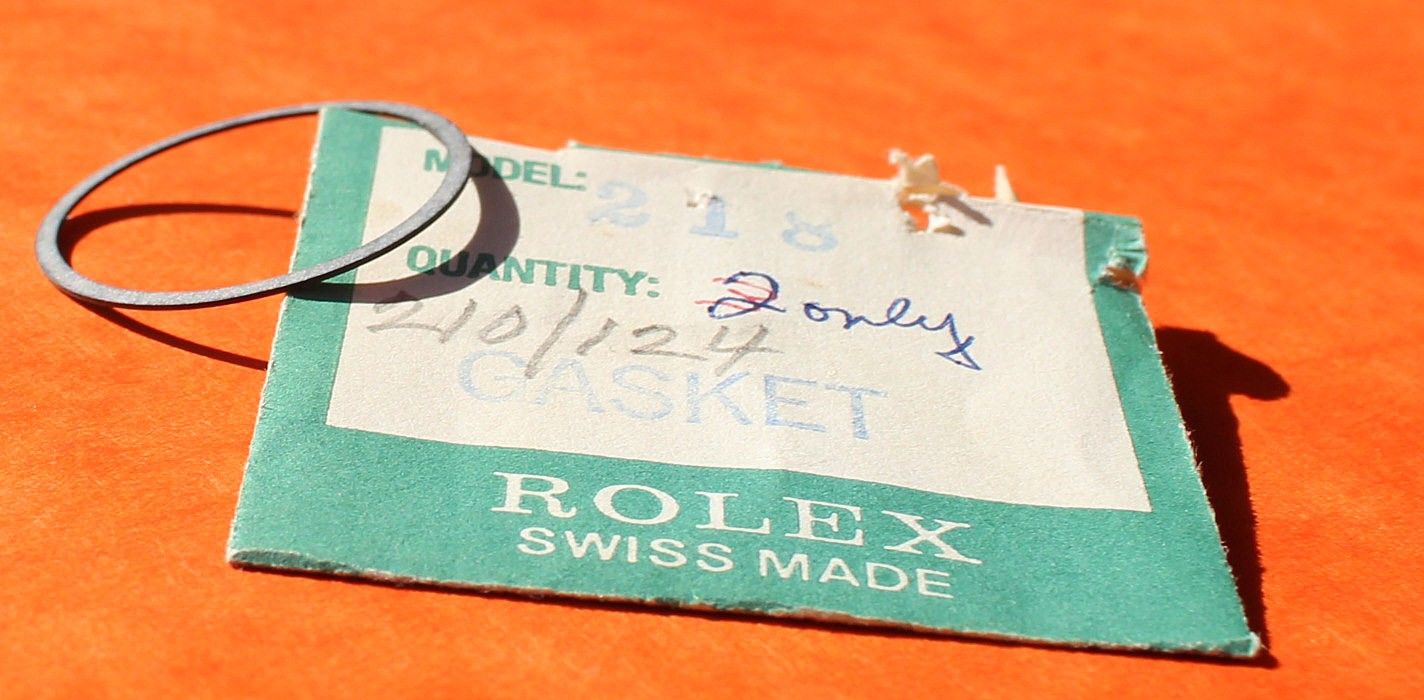 MODEL: 218
QUANTITY: 2 only
210/124
GASKET
ROLEX
SWISS MADE